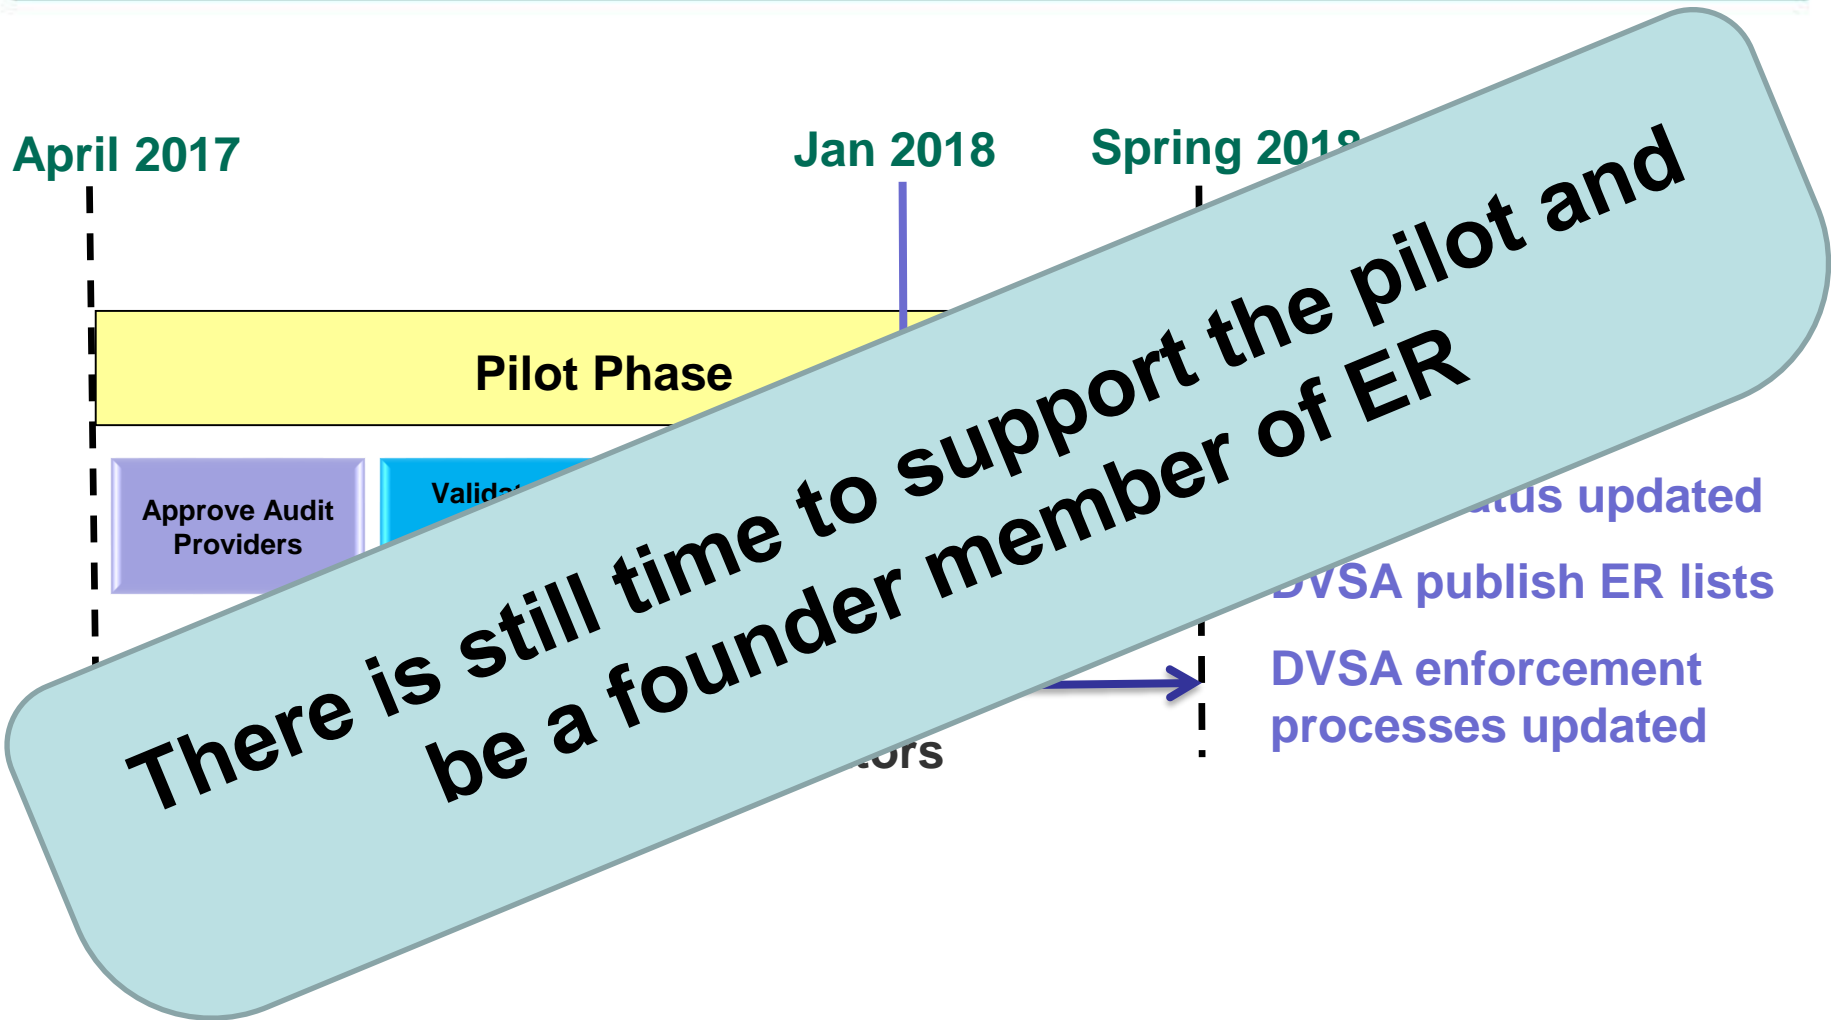 April 2017
Jan 2018
Spring 2018
Pilot Phase
Approve Audit
Providers
There is still time to support the pilot and
be a founder member of ER
updated
DVSA publish ER lists
DVSA enforcement
processes updated